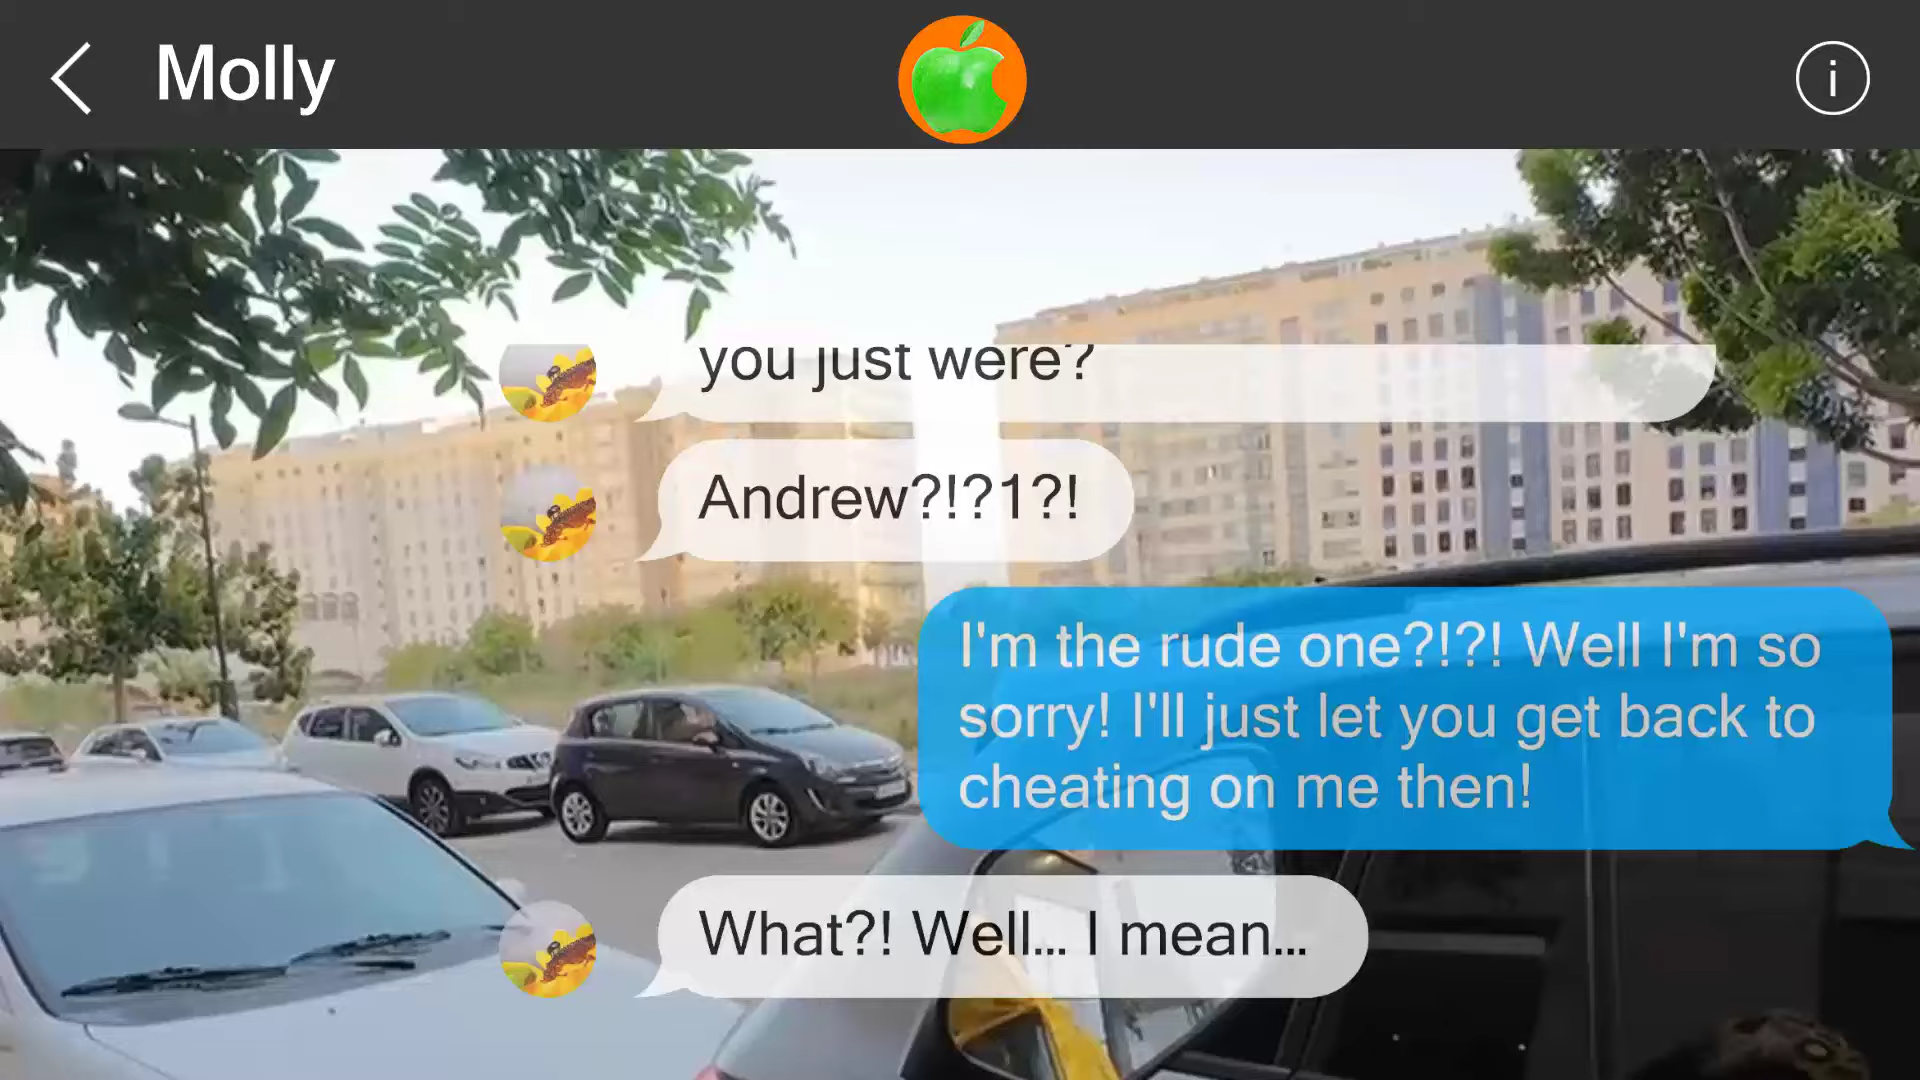 Molly
you just were?
Andrew?!?1?!
I'm the rude one?!?! Well I'm so
sorry! I'll just let you get back to
cheating on me then!
What?! Well... I mean...